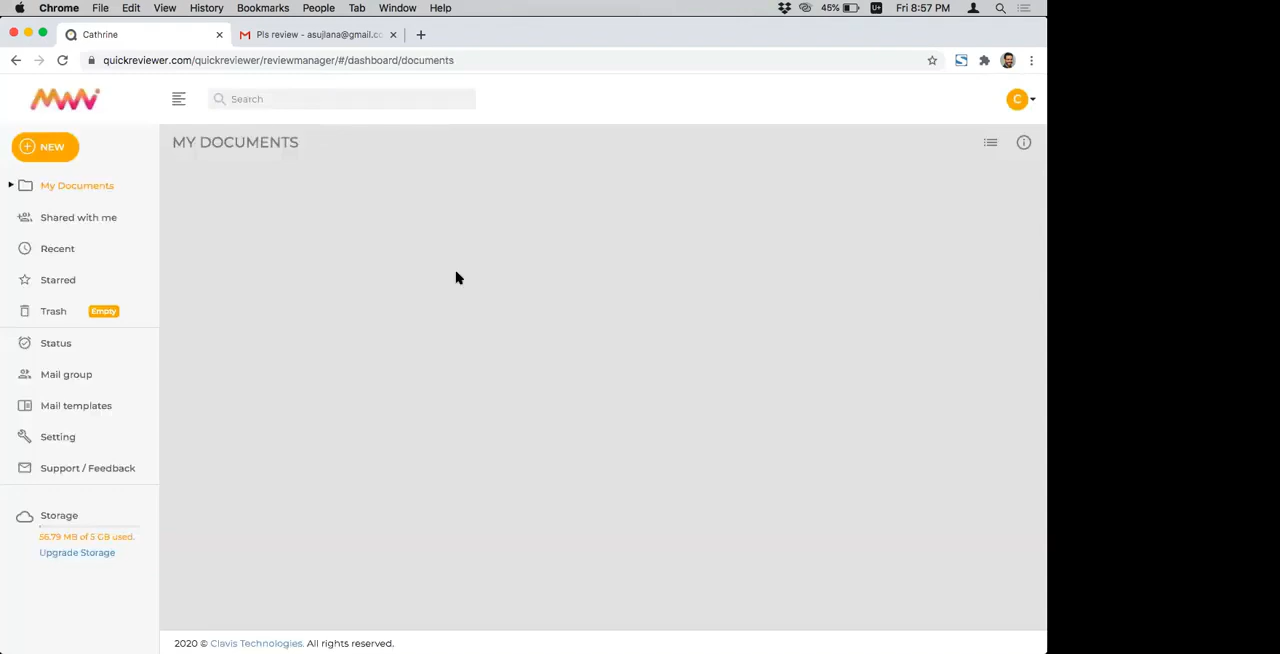 Chrome File Edit View History Bookmarks People Tab Window Help 45% Fri 8:57 PM
Cathrine Pls review - asujlana@gmail.cc
quickreviewer.com/quickreviewer/reviewmanager/#/dashboard/documents
Search
C
NEW
MY DOCUMENTS
My Documents
Shared with me
Recent
Starred
Trash Empty
Status
Mail group
Mail templates
Setting
Support / Feedback
Storage
56.79 MB of 5 GB used.
Upgrade Storage
2020 © Clavis Technologies. All rights reserved.